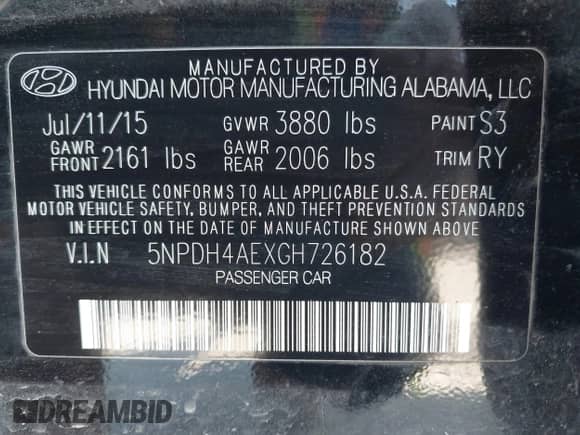 MANUFACTURED BY
HYUNDAI MOTOR MANUFACTURING ALABAMA, LLC
Jul/11/15 GVWR 3880 lbs PAINT S3
GAWR FRONT 2161 lbs GAWR REAR 2006 lbs TRIM RY
THIS VEHICLE CONFORMS TO ALL APPLICABLE U.S.A. FEDERAL
MOTOR VEHICLE SAFETY, BUMPER, AND THEFT PREVENTION STANDARDS
IN EFFECT ON THE DATE OF MANUFACTURE SHOWN ABOVE
V.I.N 5NPDH4AEXGH726182
PASSENGER CAR
DREAMBID